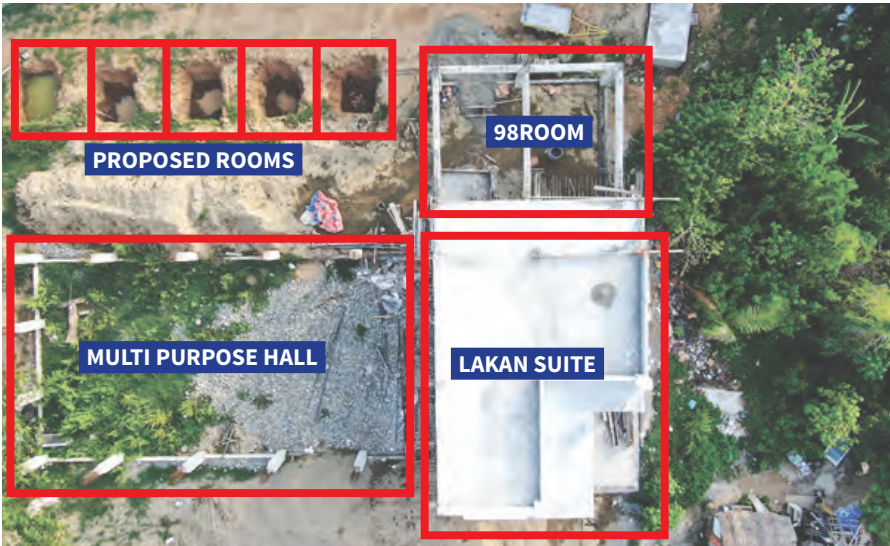 98ROOM
PROPOSED ROOMS
MULTI PURPOSE HALL
LAKAN SUITE